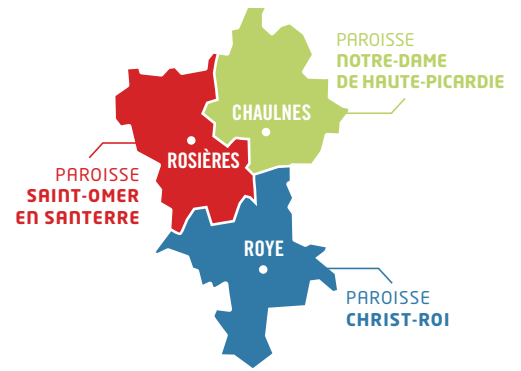 PAROISSE
NOTRE-DAME
DE HAUTE-PICARDIE
CHAULNES
ROSIÈRES
PAROISSE
SAINT-OMER
EN SANTERRE
ROYE
PAROISSE
CHRIST-ROI